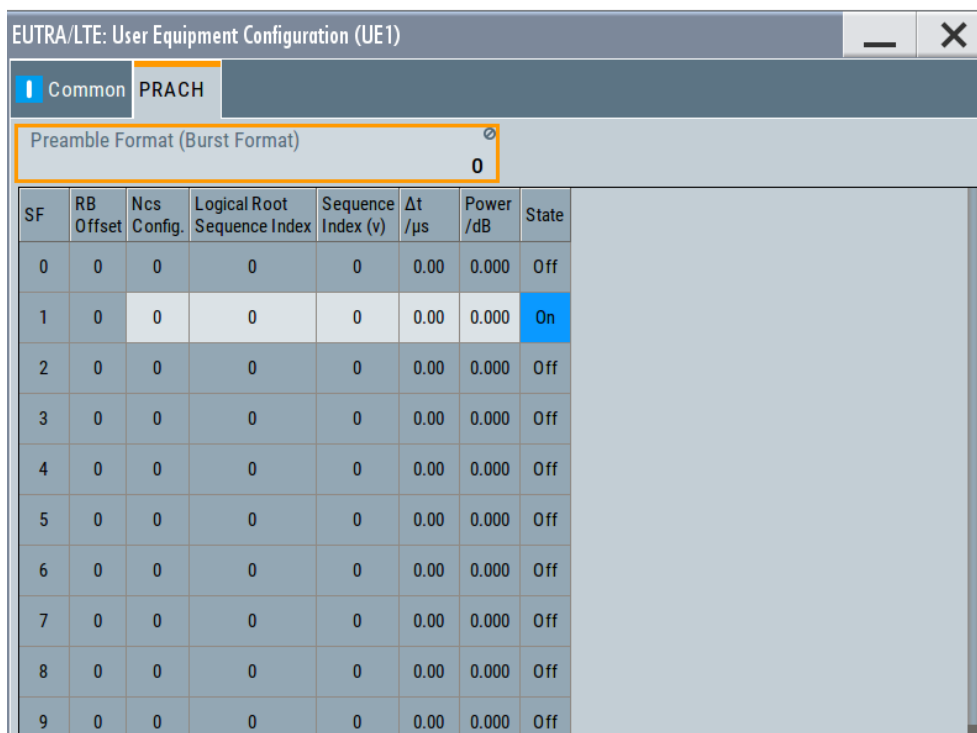 EUTRA/LTE: User Equipment Configuration (UE1)
Common PRACH
Preamble Format (Burst Format)
0
SF RB Offset Ncs Config. Logical Root Sequence Index Sequence Index (v) Δt /µs Power /dB State
0 0 0 0 0 0.00 0.000 Off
1 0 0 0 0 0.00 0.000 On
2 0 0 0 0 0.00 0.000 Off
3 0 0 0 0 0.00 0.000 Off
4 0 0 0 0 0.00 0.000 Off
5 0 0 0 0 0.00 0.000 Off
6 0 0 0 0 0.00 0.000 Off
7 0 0 0 0 0.00 0.000 Off
8 0 0 0 0 0.00 0.000 Off
9 0 0 0 0 0.00 0.000 Off